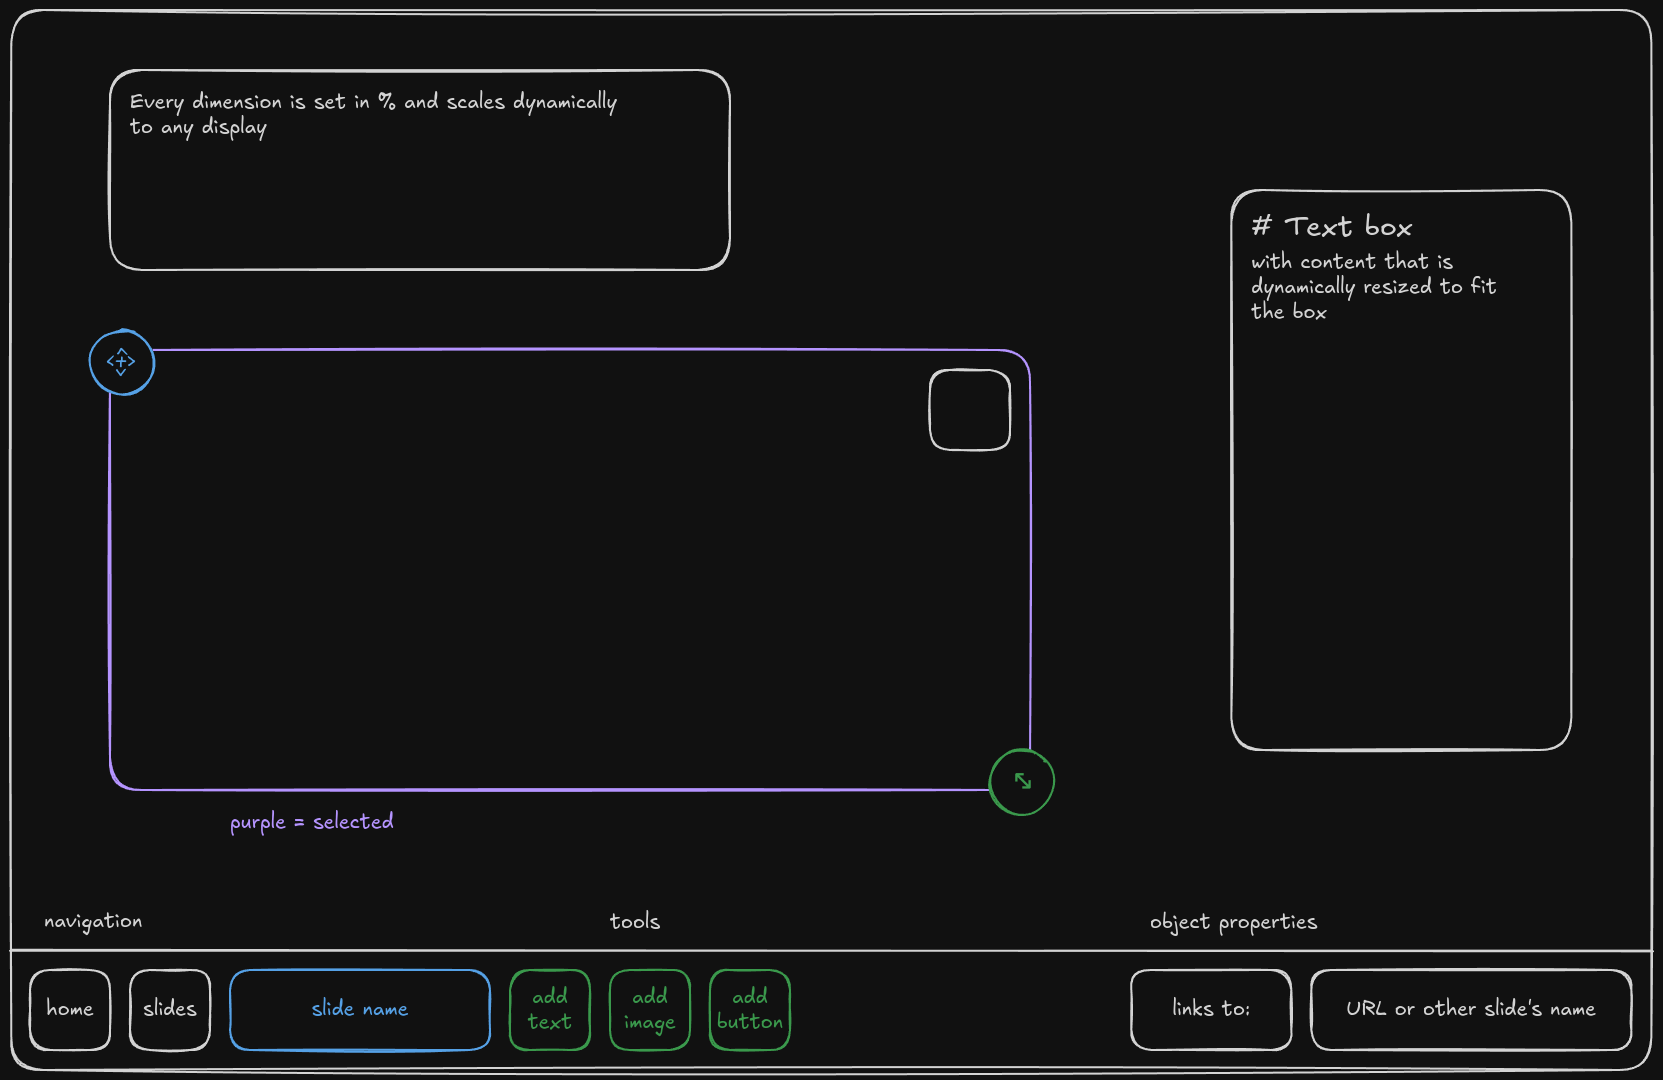 Every dimension is set in % and scales dynamically
to any display
# Text box
with content that is
dynamically resized to fit
the box
purple = selected
navigation
tools
object properties
home
slides
slide name
add
text
add
image
add
button
links to:
URL or other slide's name